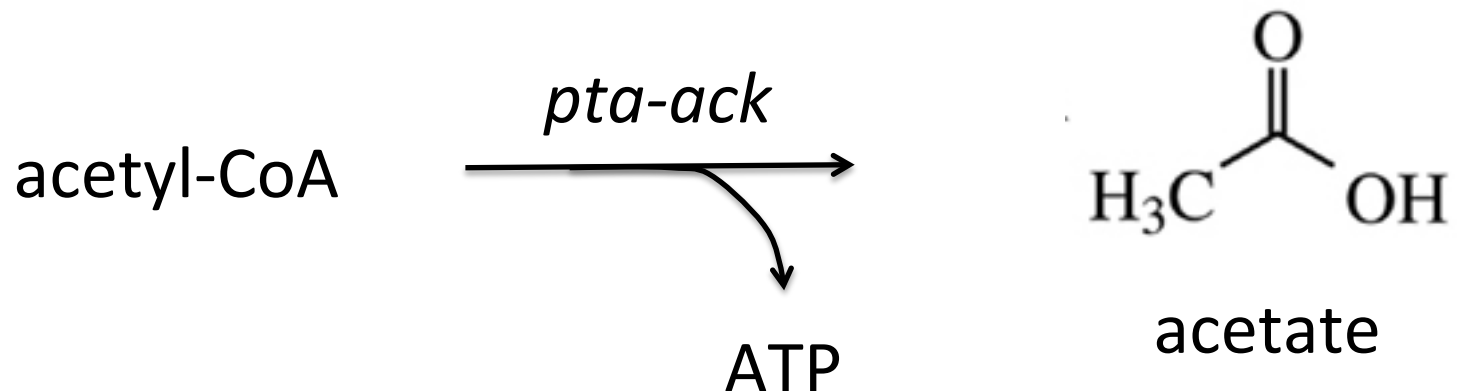 O
pta-ack
acetyl-CoA
H₃C
OH
acetate
ATP